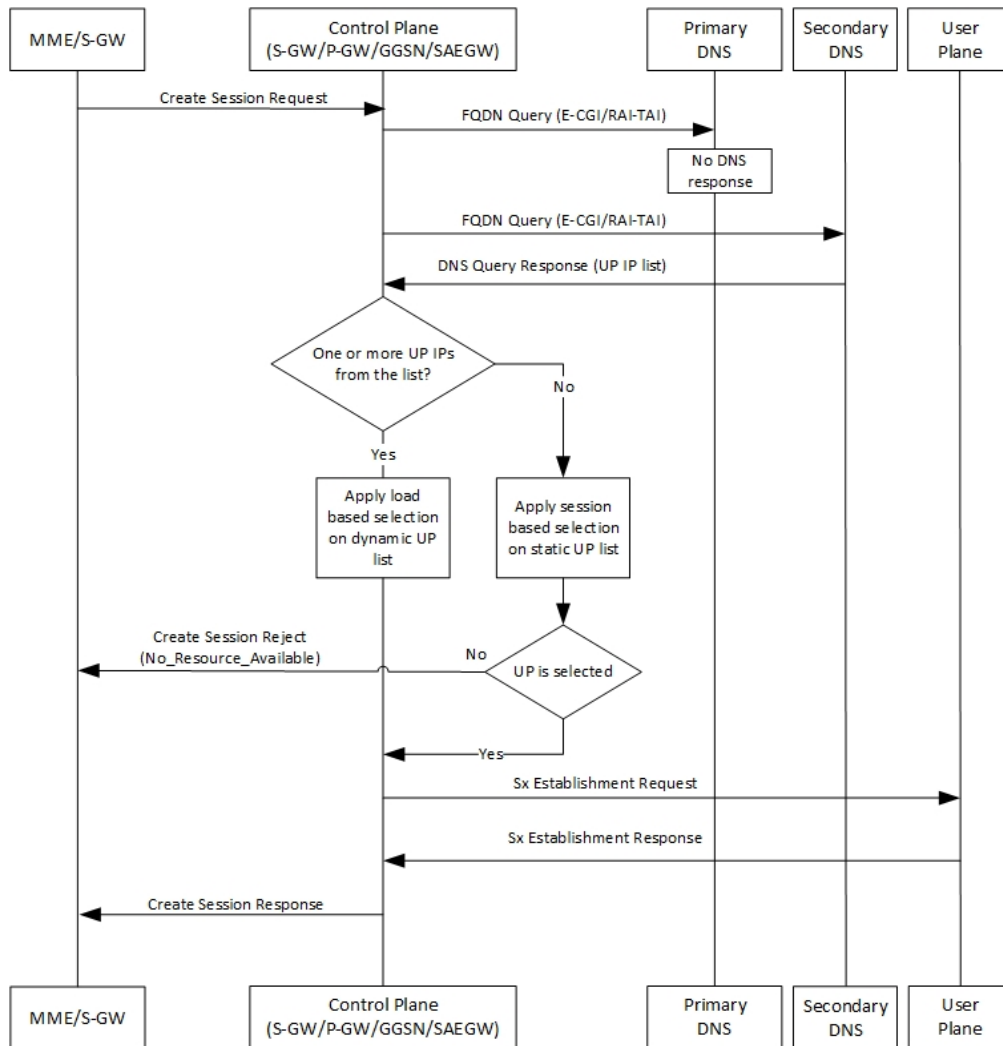 MME/S-GW
Control Plane
(S-GW/P-GW/GGSN/SAEGW)
Primary
DNS
Secondary
DNS
User
Plane
Create Session Request
FQDN Query (E-CGI/RAI-TAI)
No DNS
response
FQDN Query (E-CGI/RAI-TAI)
DNS Query Response (UP IP list)
One or more UP IPs
from the list?
No
Yes
Apply load
based selection
on dynamic UP
list
Apply session
based selection
on static UP list
Create Session Reject
(No_Resource_Available)
No
UP is selected
Yes
Sx Establishment Request
Sx Establishment Response
Create Session Response
MME/S-GW
Control Plane
(S-GW/P-GW/GGSN/SAEGW)
Primary
DNS
Secondary
DNS
User
Plane